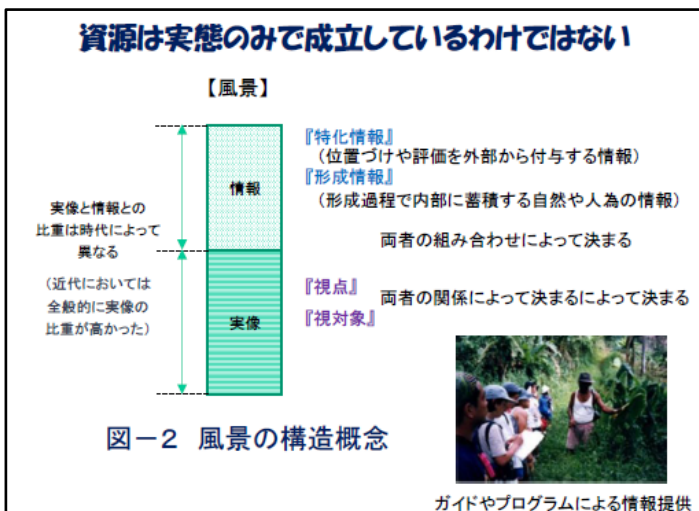 資源は実態のみで成立しているわけではない
【風景】
情報
実像
実像と情報との
比重は時代によって
異なる
(近代においては
全般的に実像の
比重が高かった)
『特化情報』
(位置づけや評価を外部から付与する情報)
『形成情報』
(形成過程で内部に蓄積する自然や人為の情報)
両者の組み合わせによって決まる
『視点』
両者の関係によって決まるによって決まる
『視対象』
図－2 風景の構造概念
ガイドやプログラムによる情報提供